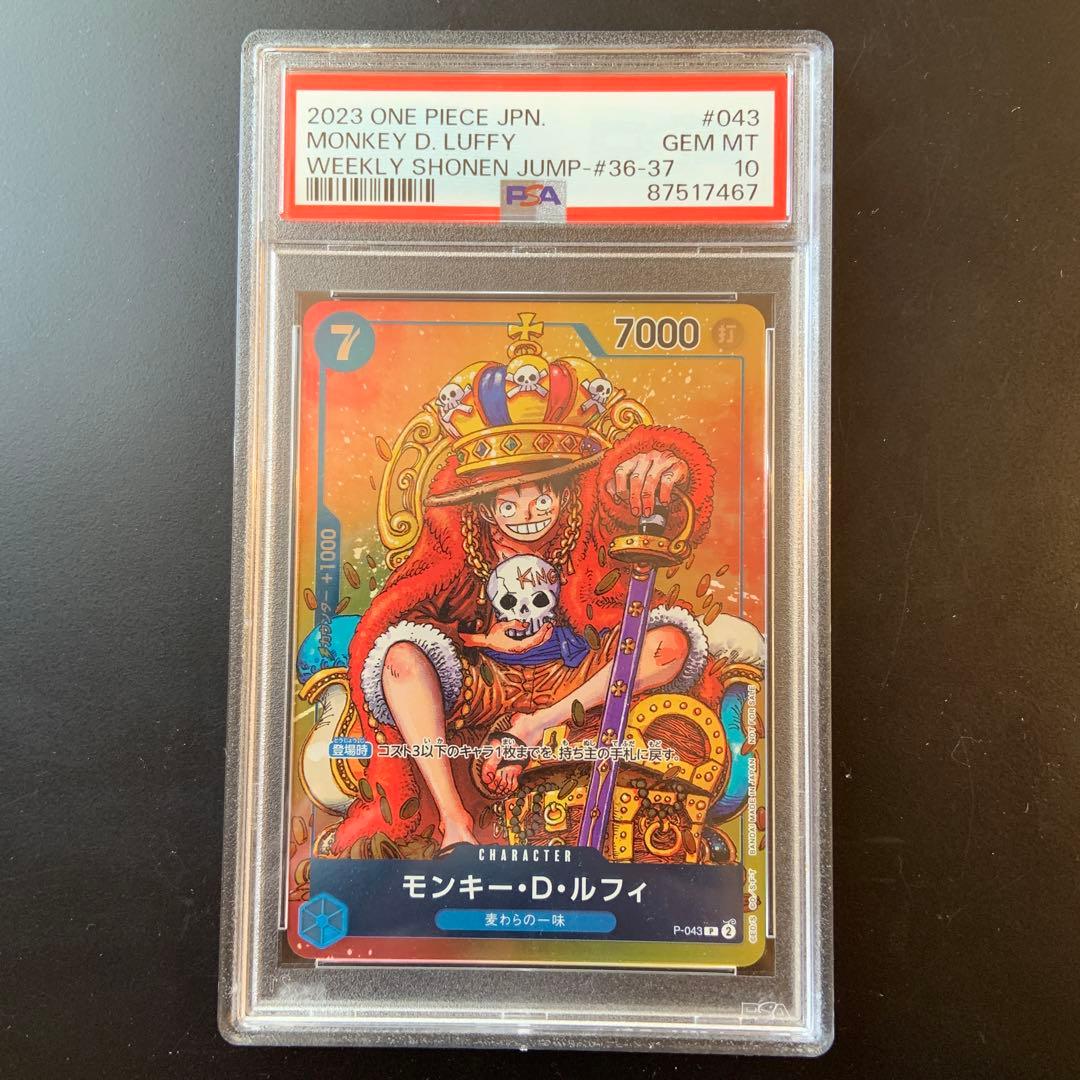 2023 ONE PIECE JPN. #043
MONKEY D. LUFFY GEM MT
WEEKLY SHONEN JUMP-#36-37 10
PSA 87517467
7 7000 打
カウンター +1000
KING
登場時 コスト3以下のキャラ1枚までを、持ち主の手札に戻す。
BANDAI MADE IN JAPAN NOT FOR SALE
CHARACTER
モンキー・D・ルフィ
麦わらの一味
P-043 P 2
PSA